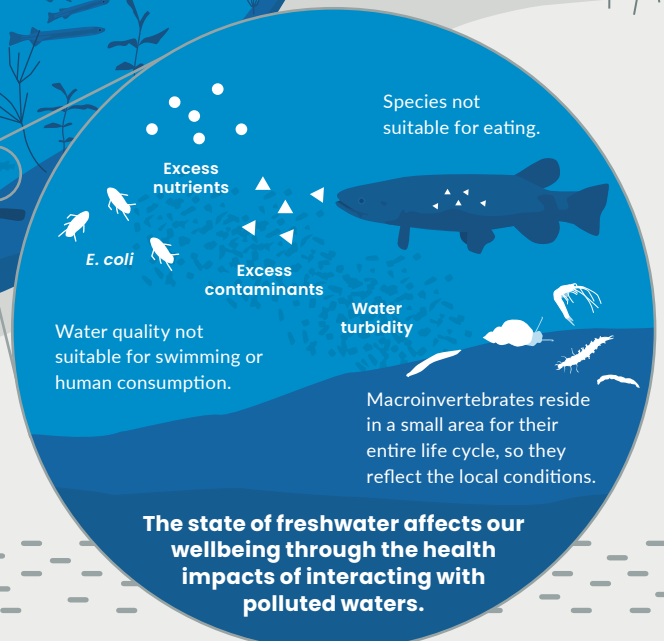 Species not
suitable for eating.
Excess
nutrients
E. coli
Excess
contaminants
Water
turbidity
Water quality not
suitable for swimming or
human consumption.
Macroinvertebrates reside
in a small area for their
entire life cycle, so they
reflect the local conditions.
The state of freshwater affects our
wellbeing through the health
impacts of interacting with
polluted waters.